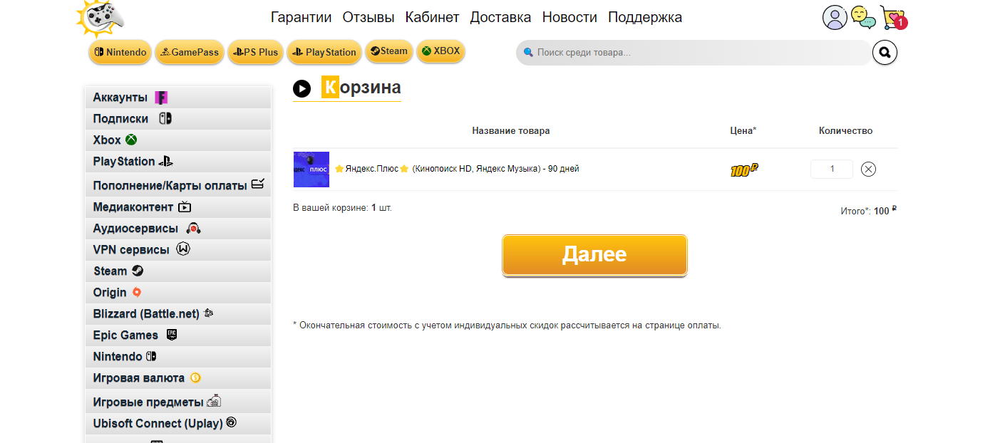 Гарантии Отзывы Кабинет Доставка Новости Поддержка
1
Nintendo GamePass PS Plus PlayStation Steam XBOX
Поиск среди товара...
Корзина
Аккаунты
Подписки
Xbox
PlayStation
Пополнение/Карты оплаты
Медиаконтент
Аудиосервисы
VPN сервисы
Steam
Origin
Blizzard (Battle.net)
Epic Games
Nintendo
Игровая валюта
Игровые предметы
Ubisoft Connect (Uplay)
Название товара Цена* Количество
декс плюс
⭐Яндекс.Плюс⭐ (Кинопоиск HD, Яндекс Музыка) - 90 дней 100₽ 1
В вашей корзине: 1 шт. Итого*: 100 ₽
Далее
* Окончательная стоимость с учетом индивидуальных скидок рассчитывается на странице оплаты.